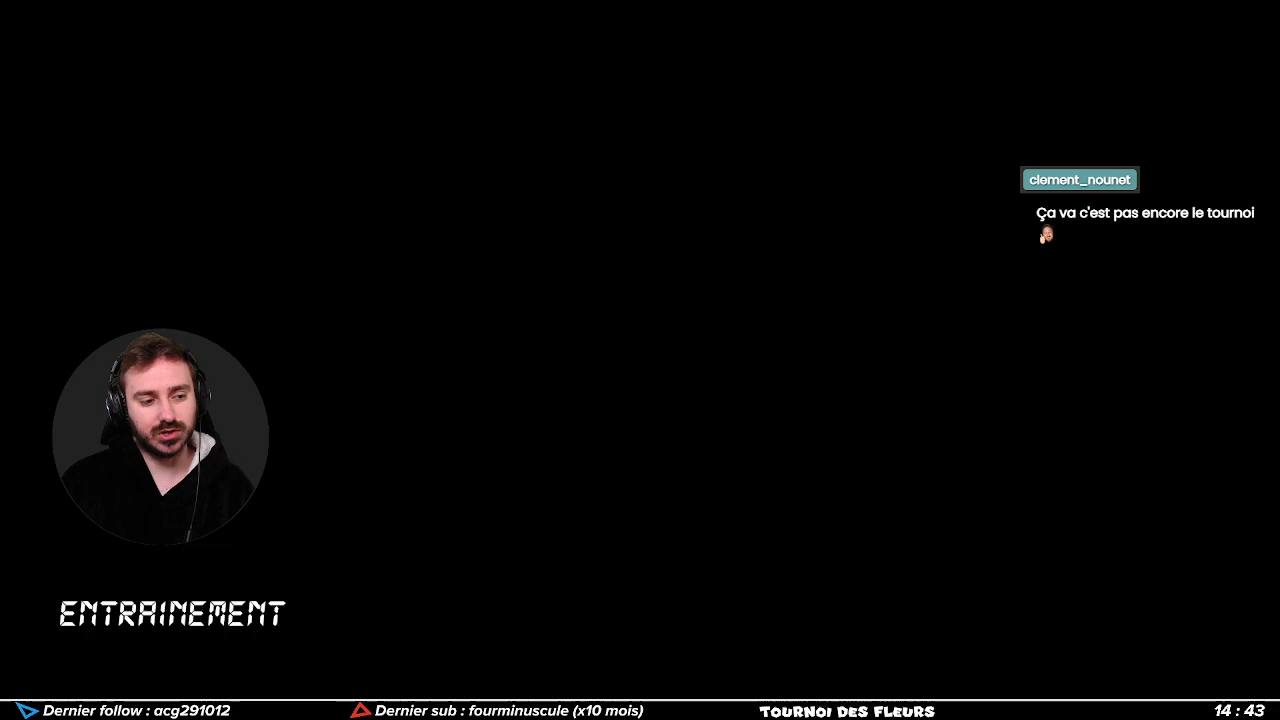 clement_nounet
Ça va c'est pas encore le tournoi
ENTRAINEMENT
Dernier follow : acg291012
Dernier sub : fourminuscule (x10 mois)
TOURNOI DES FLEURS
14 : 43